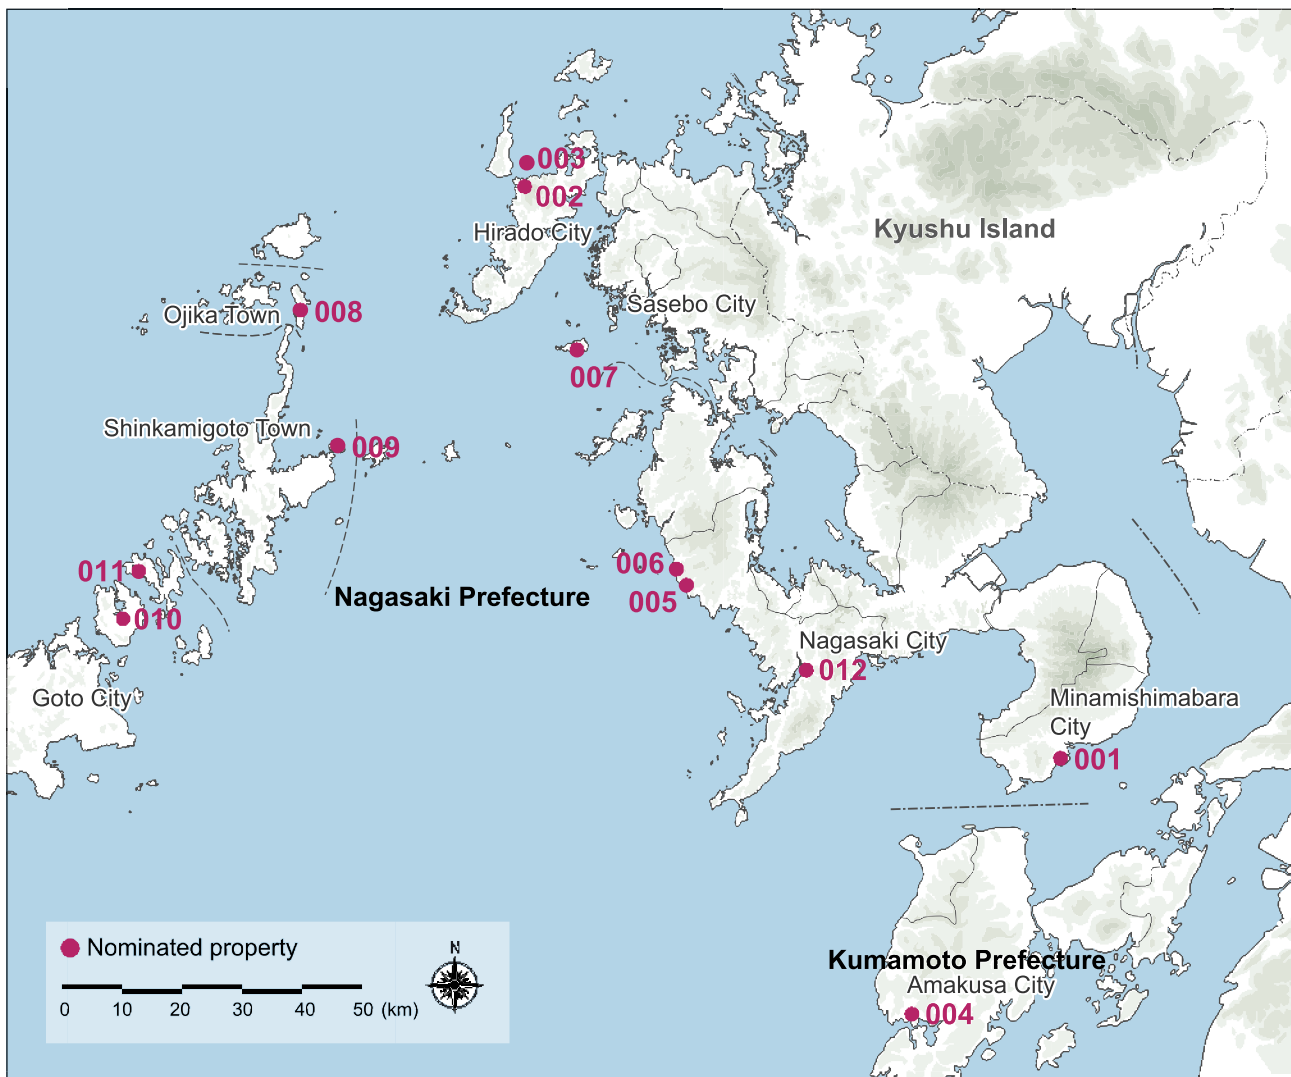 003
002
Hirado City
Kyushu Island
Sasebo City
Ojika Town
008
007
Shinkamigoto Town
009
006
011
Nagasaki Prefecture
005
010
Nagasaki City
012
Goto City
Minamishimabara
City
001
Nominated property
N
0 10 20 30 40 50 (km)
Kumamoto Prefecture
Amakusa City
004